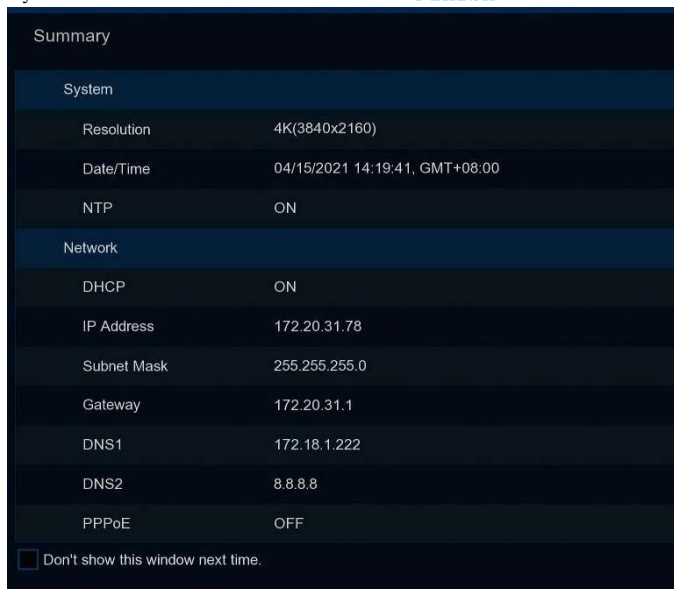 Summary
System
Resolution 4K(3840x2160)
Date/Time 04/15/2021 14:19:41, GMT+08:00
NTP ON
Network
DHCP ON
IP Address 172.20.31.78
Subnet Mask 255.255.255.0
Gateway 172.20.31.1
DNS1 172.18.1.222
DNS2 8.8.8.8
PPPoE OFF
Don't show this window next time.